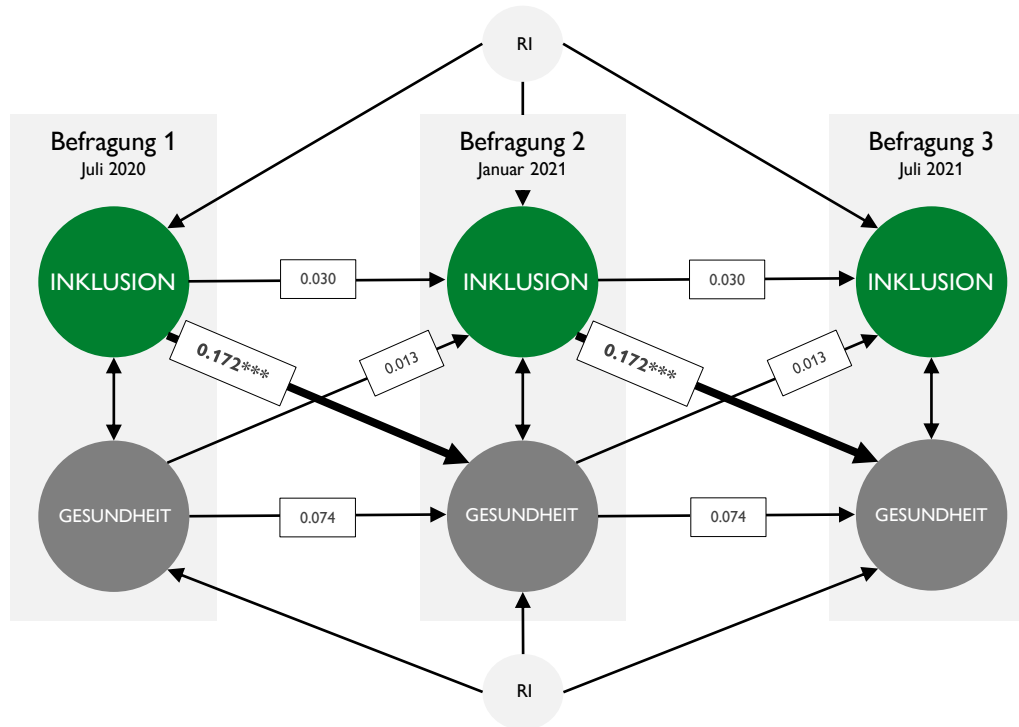 RI
Befragung 1
Juli 2020
Befragung 2
Januar 2021
Befragung 3
Juli 2021
INKLUSION
0.030
INKLUSION
0.030
INKLUSION
0.172***
0.013
0.172***
0.013
GESUNDHEIT
0.074
GESUNDHEIT
0.074
GESUNDHEIT
RI